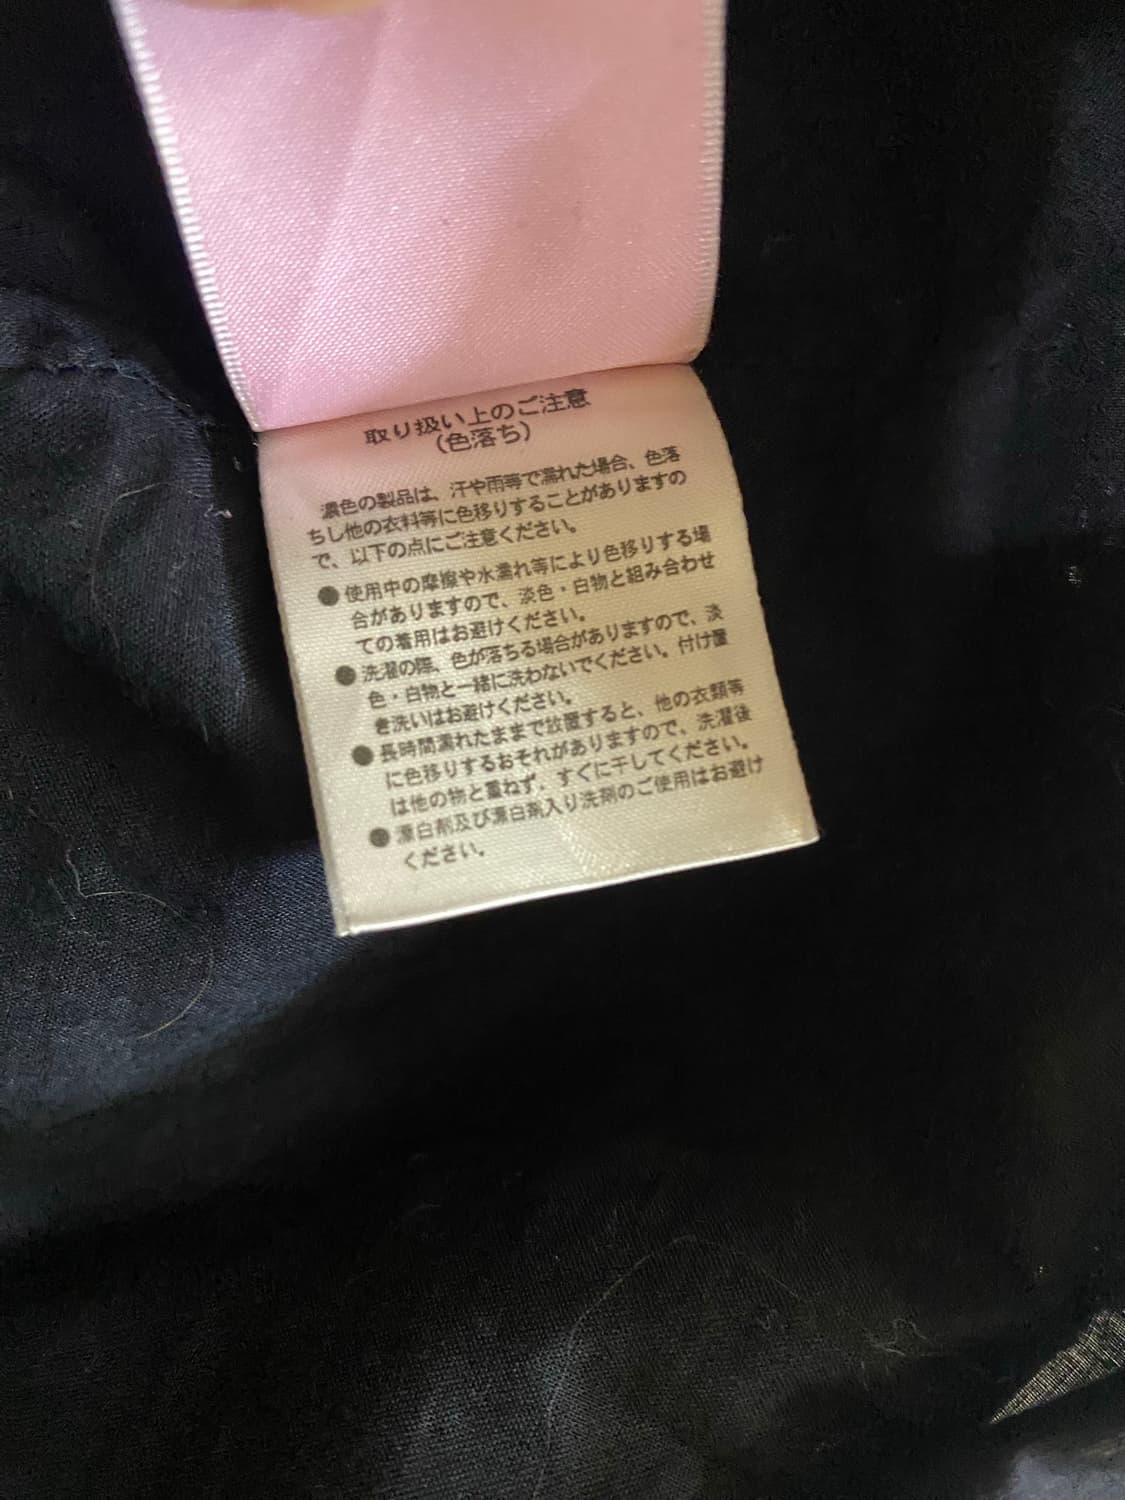 取り扱い上のご注意
(色落ち)
濃色の製品は、汗や雨等で濡れた場合、色落
ちし他の衣料等に色移りすることがありますの
で、以下の点にご注意ください。
●使用中の摩擦や水濡れ等により色移りする場
合がありますので、淡色・白物と組み合わせ
ての着用はお避けください。
●洗濯の際、色が落ちる場合がありますので、淡
色・白物と一緒に洗わないでください。付け置
き洗いはお避けください。
●長時間濡れたままで放置すると、他の衣類等
に色移りするおそれがありますので、洗濯後
は他の物と重ねず、すぐに干してください。
●漂白剤及び漂白剤入り洗剤のご使用はお避け
ください。